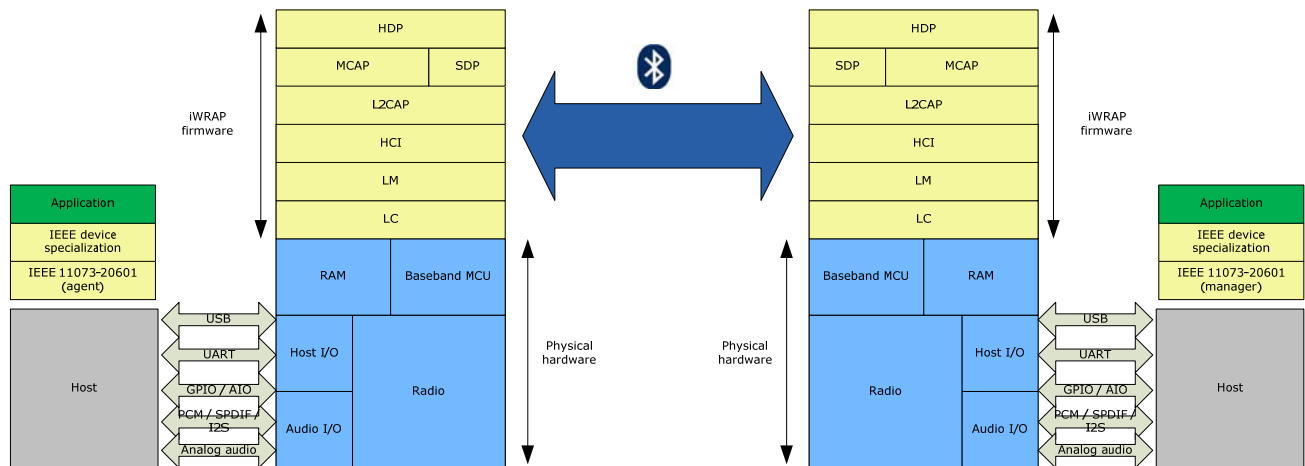 HDP
MCAP SDP
L2CAP
HCI
LM
LC
iWRAP
firmware
Application
IEEE device
specialization
IEEE 11073-20601
(agent)
Host
USB
UART
GPIO / AIO
PCM / SPDIF /
I2S
Analog audio
RAM Baseband MCU
Host I/O
Radio
Audio I/O
Physical
hardware
HDP
SDP MCAP
L2CAP
HCI
LM
LC
iWRAP
firmware
Physical
hardware
Baseband MCU RAM
Radio
Host I/O
Audio I/O
USB
UART
GPIO / AIO
PCM / SPDIF /
I2S
Analog audio
Application
IEEE device
specialization
IEEE 11073-20601
(manager)
Host